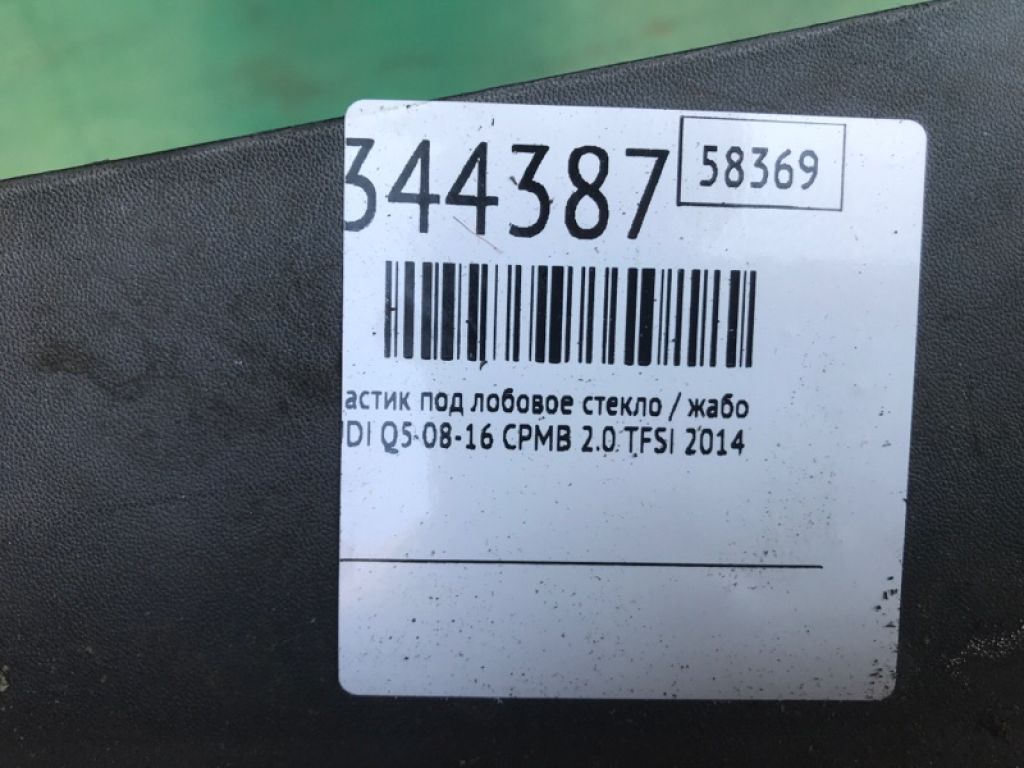 344387
58369
астик под лобовое стекло / жабо
DI Q5 08-16 CPMB 2.0 TFSI 2014